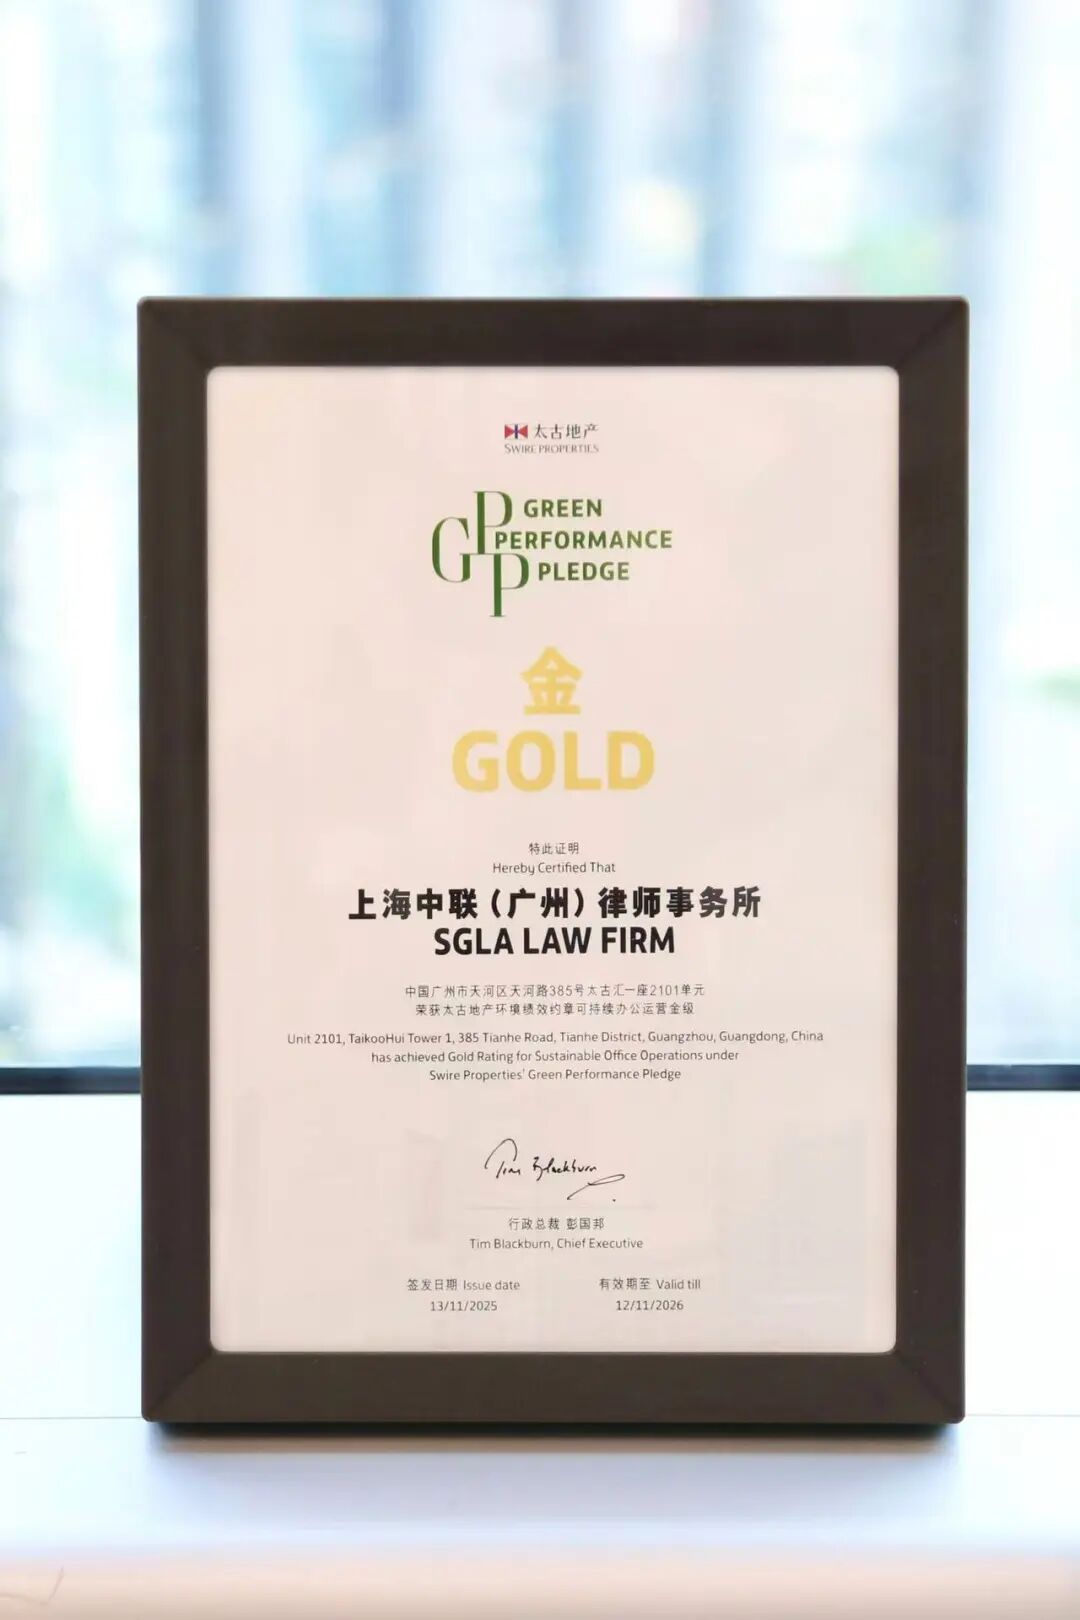 太古地产
SWIRE PROPERTIES
GPP
GREEN
PERFORMANCE
PLEDGE
金
GOLD
特此证明
Hereby Certified That
上海中联（广州）律师事务所
SGLA LAW FIRM
中国广州市天河区天河路385号太古汇一座2101单元
荣获太古地产环境绩效约章可持续办公运营金级
Unit 2101, TaikooHui Tower 1, 385 Tianhe Road, Tianhe District, Guangzhou, Guangdong, China
has achieved Gold Rating for Sustainable Office Operations under
Swire Properties' Green Performance Pledge
Tim Blackburn
行政总裁 彭国邦
Tim Blackburn, Chief Executive
签发日期 Issue date 有效期至 Valid till
13/11/2025 12/11/2026